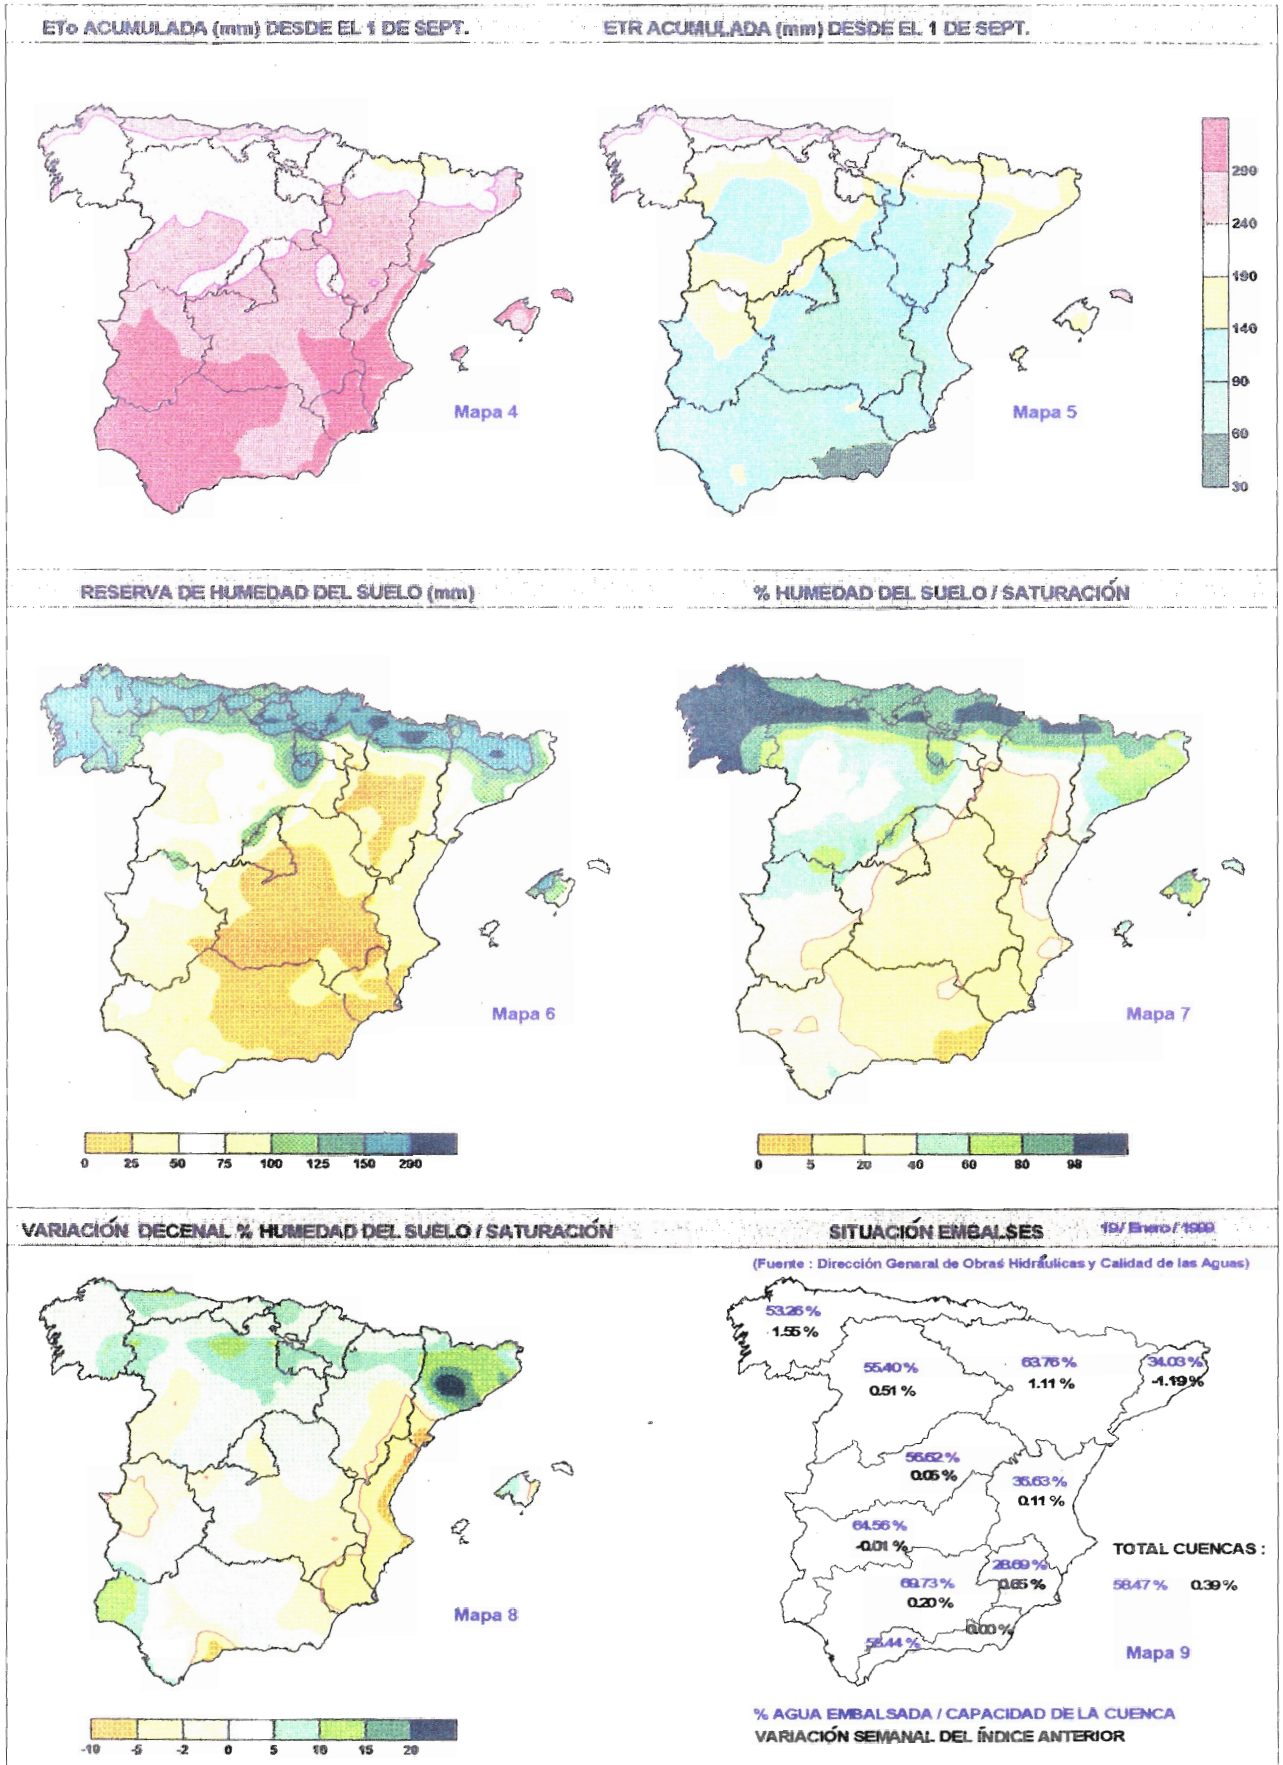 ETo ACUMULADA (mm) DESDE EL 1 DE SEPT.
ETR ACUMULADA (mm) DESDE EL 1 DE SEPT.
290
240
190
140
90
60
30
Mapa 4
Mapa 5
RESERVA DE HUMEDAD DEL SUELO (mm)
% HUMEDAD DEL SUELO / SATURACIÓN
Mapa 6
Mapa 7
0 25 50 75 100 125 150 200
0 5 20 40 60 80 98
VARIACIÓN DECENAL % HUMEDAD DEL SUELO / SATURACIÓN
SITUACIÓN EMBALSES
19/ Enero / 1999
(Fuente : Dirección Genaral de Obras Hidráulicas y Calidad de las Aguas)
53.26 %
1.55 %
55.40 %
0.51 %
63.76 %
1.11 %
34.03 %
-1.19 %
56.62 %
0.05 %
35.63 %
0.11 %
64.56 %
-0.01 %
28.69 %
0.65 %
69.73 %
0.20 %
0.00 %
55.44 %
TOTAL CUENCAS :
58.47 % 0.39 %
Mapa 8
Mapa 9
-10 -5 -2 0 5 10 15 20
% AGUA EMBALSADA / CAPACIDAD DE LA CUENCA
VARIACIÓN SEMANAL DEL ÍNDICE ANTERIOR